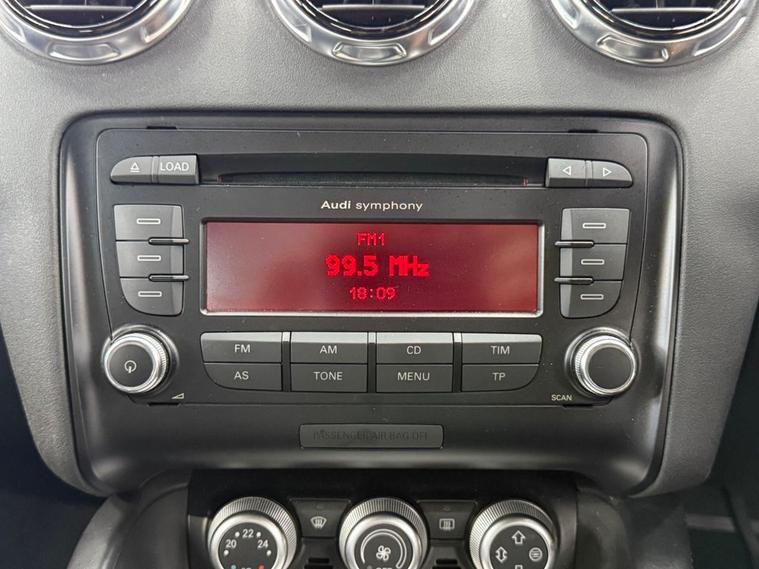 LOAD
Audi symphony
FM1
99.5 MHz
18:09
FM AM CD TIM
AS TONE MENU TP
SCAN
PASSENGER AIR BAG OFF
22
20 24